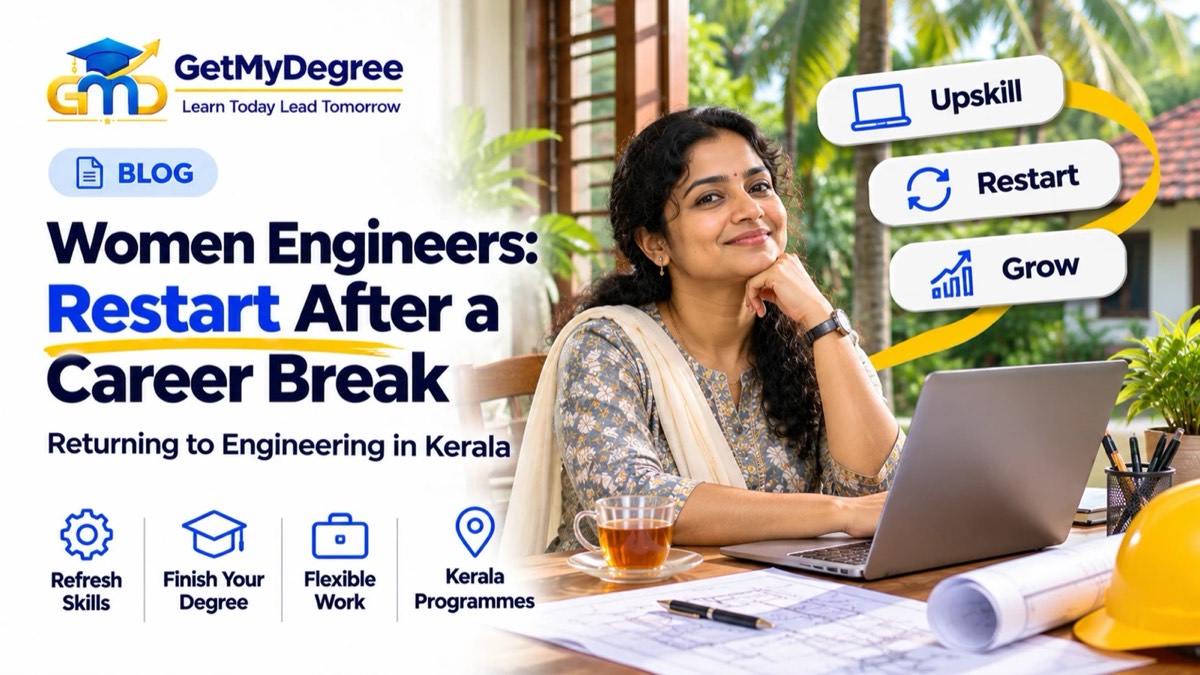 GMD
GetMyDegree
Learn Today Lead Tomorrow
BLOG
Women Engineers:
Restart After a
Career Break
Returning to Engineering in Kerala
Refresh
Skills
Finish Your
Degree
Flexible
Work
Kerala
Programmes
Upskill
Restart
Grow